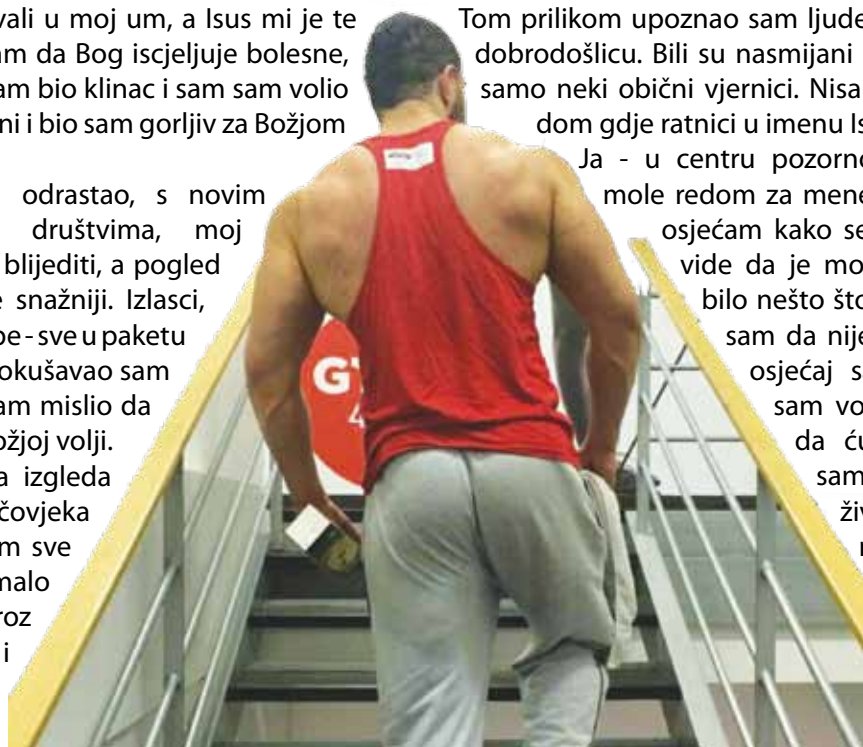 vali u moj um, a Isus mi je te
am da Bog iscjeljuje bolesne,
am bio klinac i sam sam volio
ni i bio sam gorljiv za Božjom
odrastao, s novim
društvima, moj
blijediti, a pogled
e snažniji. Izlasci,
pe - sve u paketu
okušavao sam
am mislio da
ožjoj volji.
a izgleda
čovjeka
m sve
malo
roz
i
Tom prilikom upoznao sam ljude
dobrodošlicu. Bili su nasmijani
samo neki obični vjernici. Nisa
dom gdje ratnici u imenu Is
Ja - u centru pozorno
mole redom za mene
osjećam kako se
vide da je mo
bilo nešto što
sam da nije
osjećaj s
sam vo
da ću
sam
živ